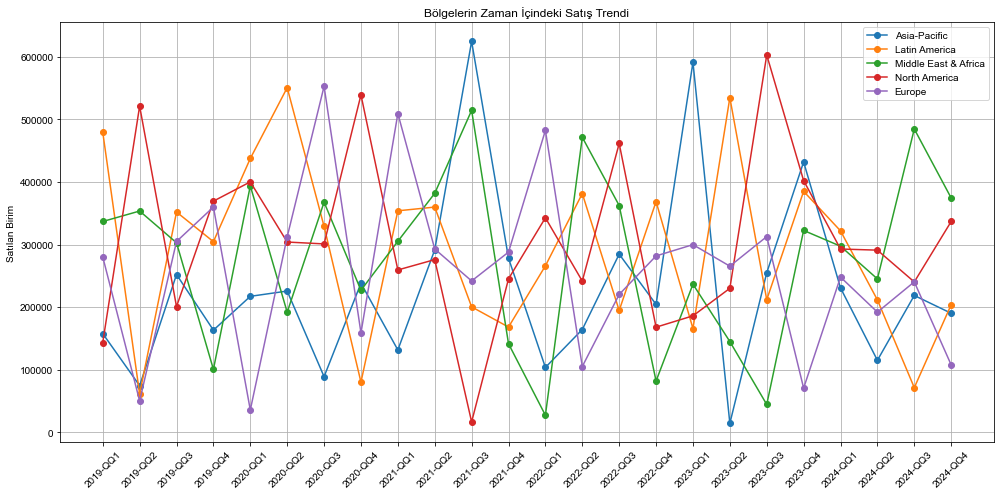 Bölgelerin Zaman İçindeki Satış Trendi
Asia-Pacific
Latin America
Middle East & Africa
North America
Europe
Satılan Birim
600000
500000
400000
300000
200000
100000
0
2019-QQ1
2019-QQ2
2019-QQ3
2019-QQ4
2020-QQ1
2020-QQ2
2020-QQ3
2020-QQ4
2021-QQ1
2021-QQ2
2021-QQ3
2021-QQ4
2022-QQ1
2022-QQ2
2022-QQ3
2022-QQ4
2023-QQ1
2023-QQ2
2023-QQ3
2023-QQ4
2024-QQ1
2024-QQ2
2024-QQ3
2024-QQ4